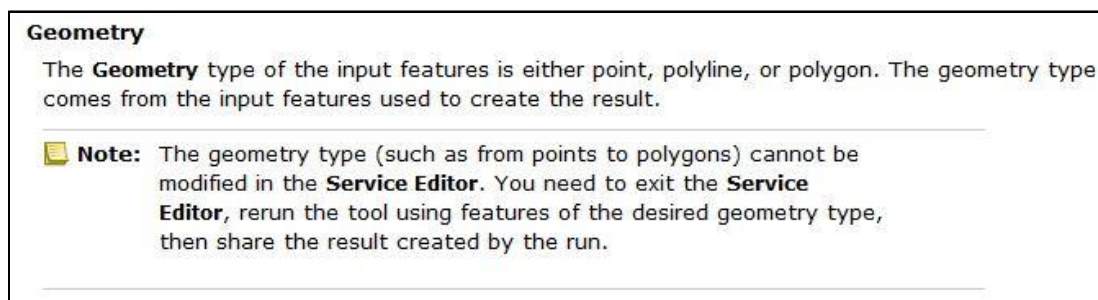 Geometry
The Geometry type of the input features is either point, polyline, or polygon. The geometry type
comes from the input features used to create the result.
Note: The geometry type (such as from points to polygons) cannot be
modified in the Service Editor. You need to exit the Service
Editor, rerun the tool using features of the desired geometry type,
then share the result created by the run.